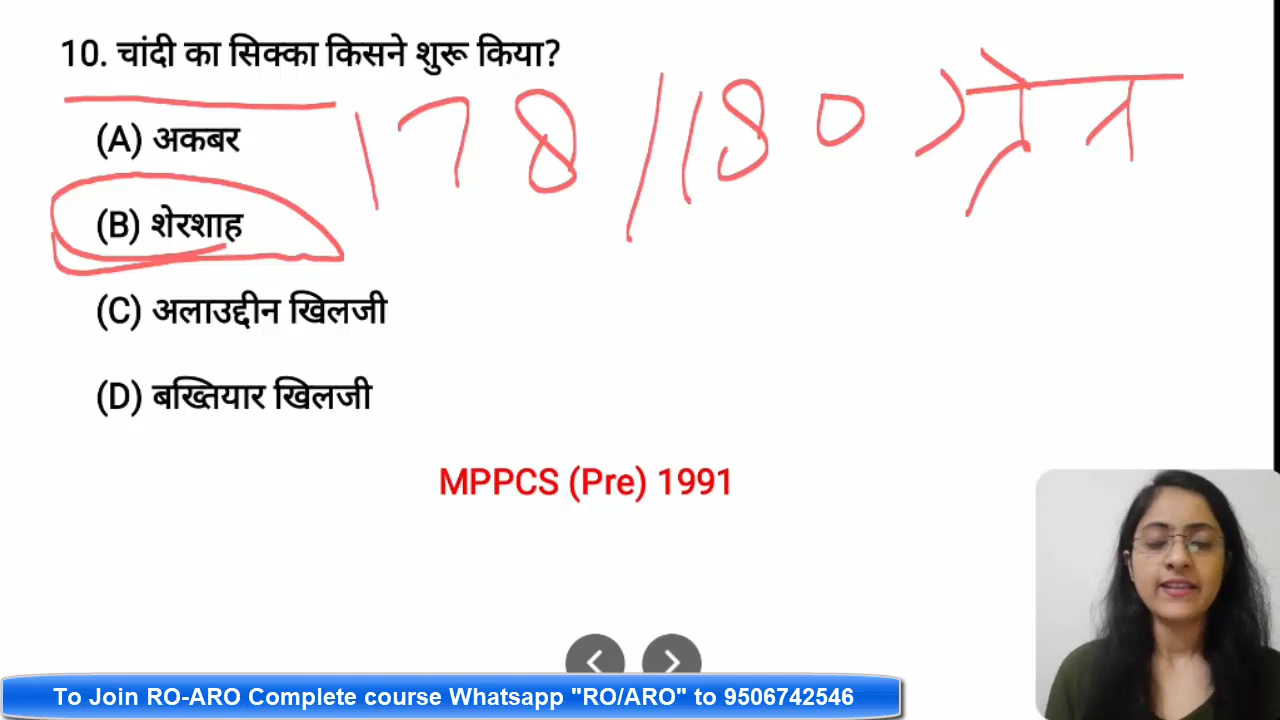 10. चांदी का सिक्का किसने शुरू किया?
(A) अकबर
178/180 ग्रेन
(B) शेरशाह
(C) अलाउद्दीन खिलजी
(D) बख्तियार खिलजी
MPPCS (Pre) 1991
To Join RO-ARO Complete course Whatsapp "RO/ARO" to 9506742546